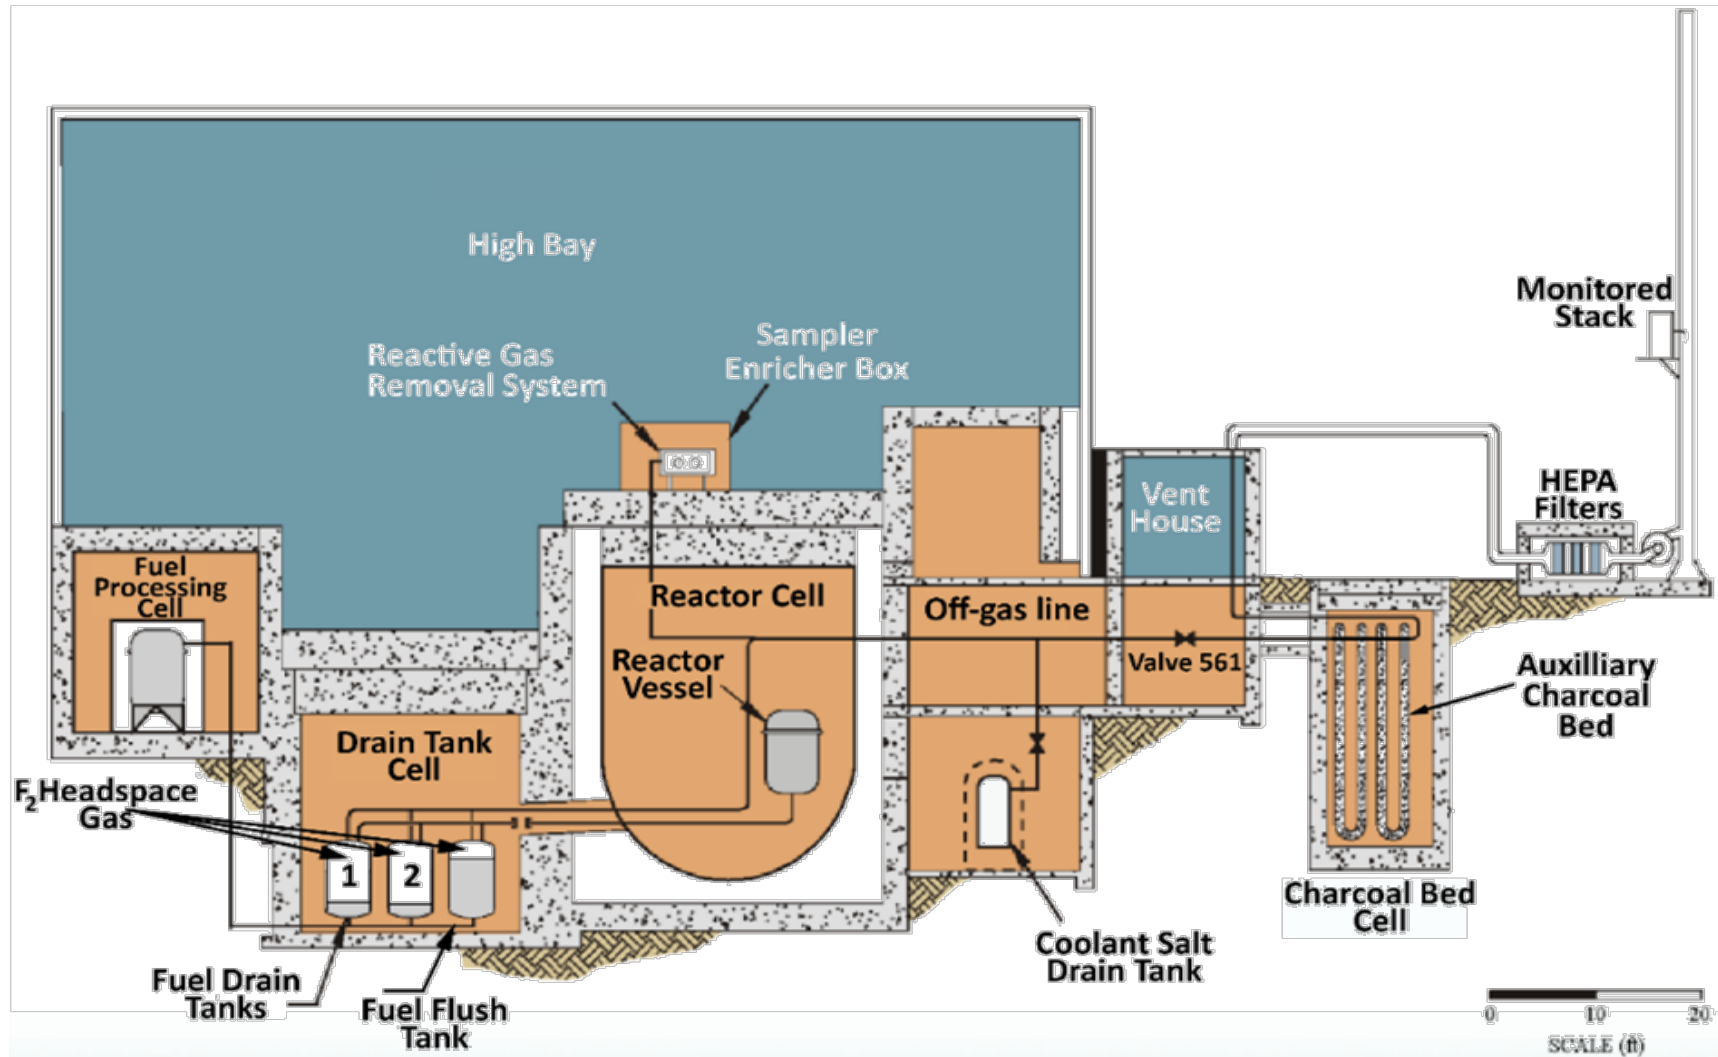 High Bay
Reactive Gas
Removal System
Sampler
Enricher Box
Monitored
Stack
HEPA
Filters
Vent
House
Fuel
Processing
Cell
Reactor Cell
Off-gas line
Valve 561
Reactor
Vessel
Auxilliary
Charcoal
Bed
Drain Tank
Cell
F2Headspace
Gas
1
2
Charcoal Bed
Cell
Coolant Salt
Drain Tank
Fuel Drain
Tanks
Fuel Flush
Tank
0 10 20
SCALE (ft)